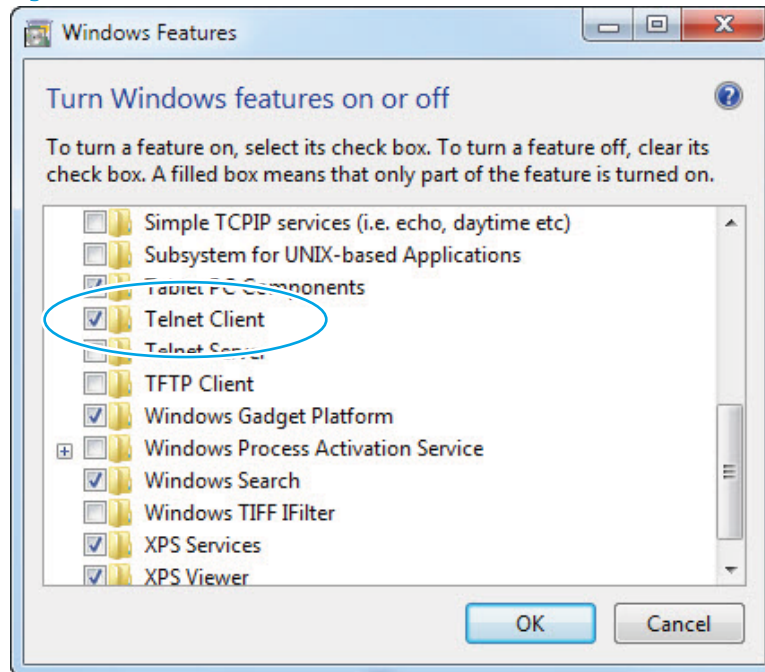 Windows Features
Turn Windows features on or off
To turn a feature on, select its check box. To turn a feature off, clear its
check box. A filled box means that only part of the feature is turned on.
Simple TCPIP services (i.e. echo, daytime etc)
Subsystem for UNIX-based Applications
Tablet PC Components
Telnet Client
Telnet Server
TFTP Client
Windows Gadget Platform
Windows Process Activation Service
Windows Search
Windows TIFF IFilter
XPS Services
XPS Viewer
OK Cancel